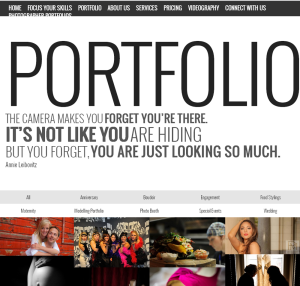 HOME FOCUS YOUR SKILLS PORTFOLIO ABOUT US SERVICES PRICING VIDEOGRAPHY CONNECT WITH US
PHOTOGRAPHER PORTFOLIOS
PORTFOLIO
THE CAMERA MAKES YOU FORGET YOU'RE THERE.
IT'S NOT LIKE YOU ARE HIDING
BUT YOU FORGET, YOU ARE JUST LOOKING SO MUCH.
Annie Leibovitz
All Anniversary Boudoir Engagement Food Stylings
Maternity Modelling Portfolio Photo Booth Special Events Wedding